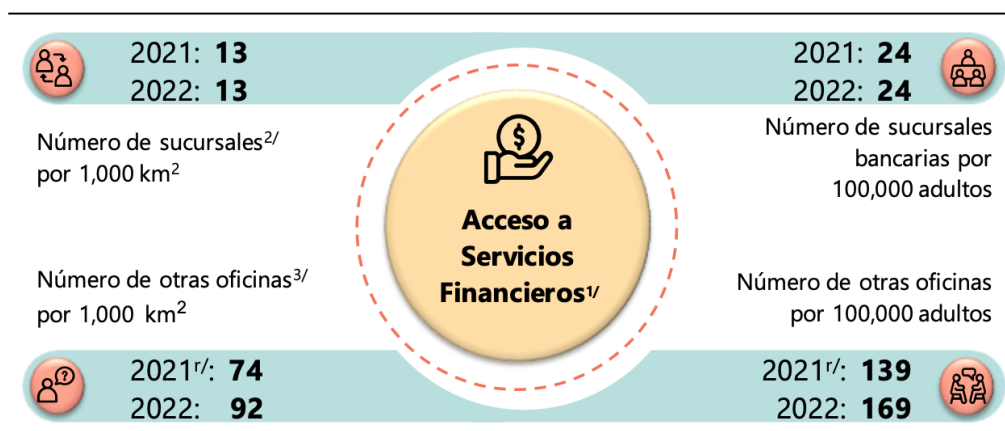 2021: 13
2022: 13
Número de sucursales2/
por 1,000 km2
2021: 24
2022: 24
Número de sucursales
bancarias por
100,000 adultos
$
Acceso a
Servicios
Financieros1/
Número de otras oficinas3/
por 1,000 km2
?
2021r/: 74
2022: 92
Número de otras oficinas
por 100,000 adultos
2021r/: 139
2022: 169